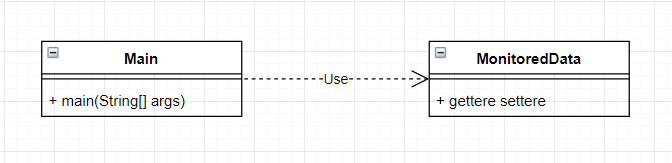 Main
+ main(String[] args)
Use
MonitoredData
+ gettere settere